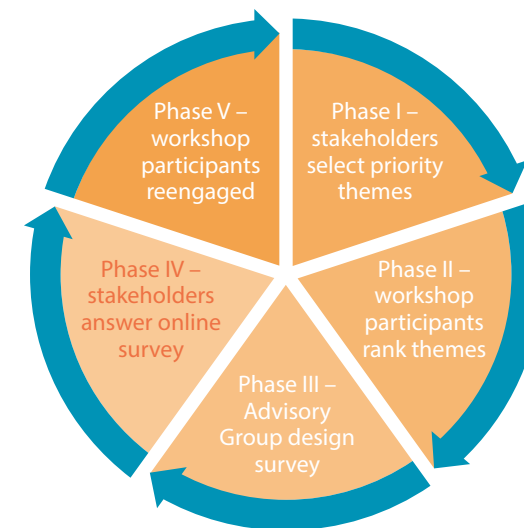 Phase I –
stakeholders
select priority
themes
Phase II –
workshop
participants
rank themes
Phase III –
Advisory
Group design
survey
Phase IV –
stakeholders
answer online
survey
Phase V –
workshop
participants
reengaged